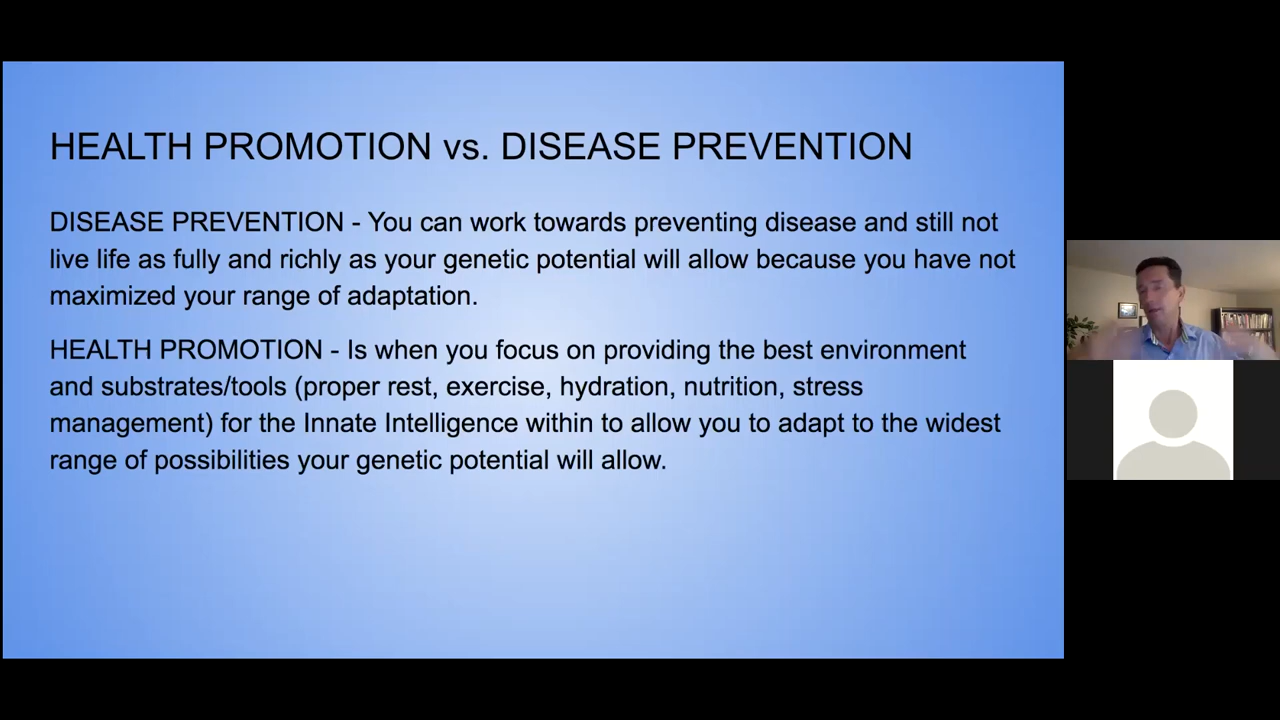 HEALTH PROMOTION vs. DISEASE PREVENTION
DISEASE PREVENTION - You can work towards preventing disease and still not
live life as fully and richly as your genetic potential will allow because you have not
maximized your range of adaptation.
HEALTH PROMOTION - Is when you focus on providing the best environment
and substrates/tools (proper rest, exercise, hydration, nutrition, stress
management) for the Innate Intelligence within to allow you to adapt to the widest
range of possibilities your genetic potential will allow.